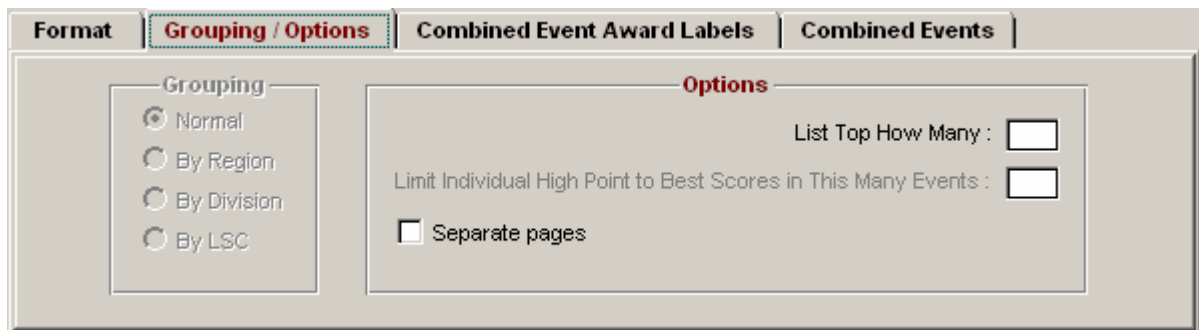 Format Grouping / Options Combined Event Award Labels Combined Events
Grouping
Normal
By Region
By Division
By LSC
Options
List Top How Many :
Limit Individual High Point to Best Scores in This Many Events :
Separate pages